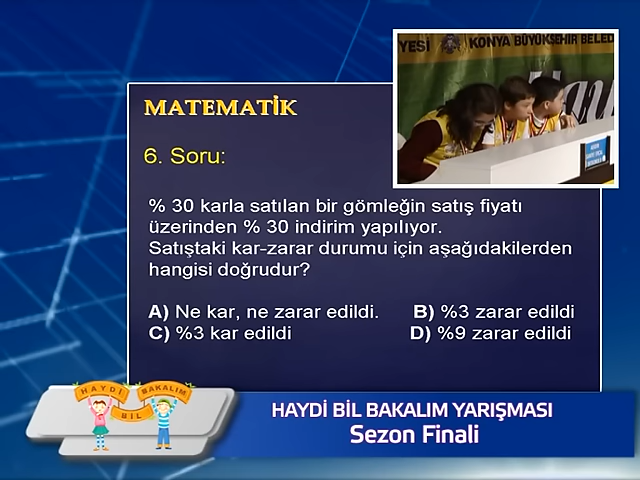 YESİ KONYA BÜYÜKŞEHİR BELED
MATEMATİK
6. Soru:
% 30 karla satılan bir gömleğin satış fiyatı
üzerinden % 30 indirim yapılıyor.
Satıştaki kar-zarar durumu için aşağıdakilerden
hangisi doğrudur?
A) Ne kar, ne zarar edildi. B) %3 zarar edildi
C) %3 kar edildi D) %9 zarar edildi
HAYDİ BİL BAKALIM
HAYDİ BİL BAKALIM YARIŞMASI
Sezon Finali